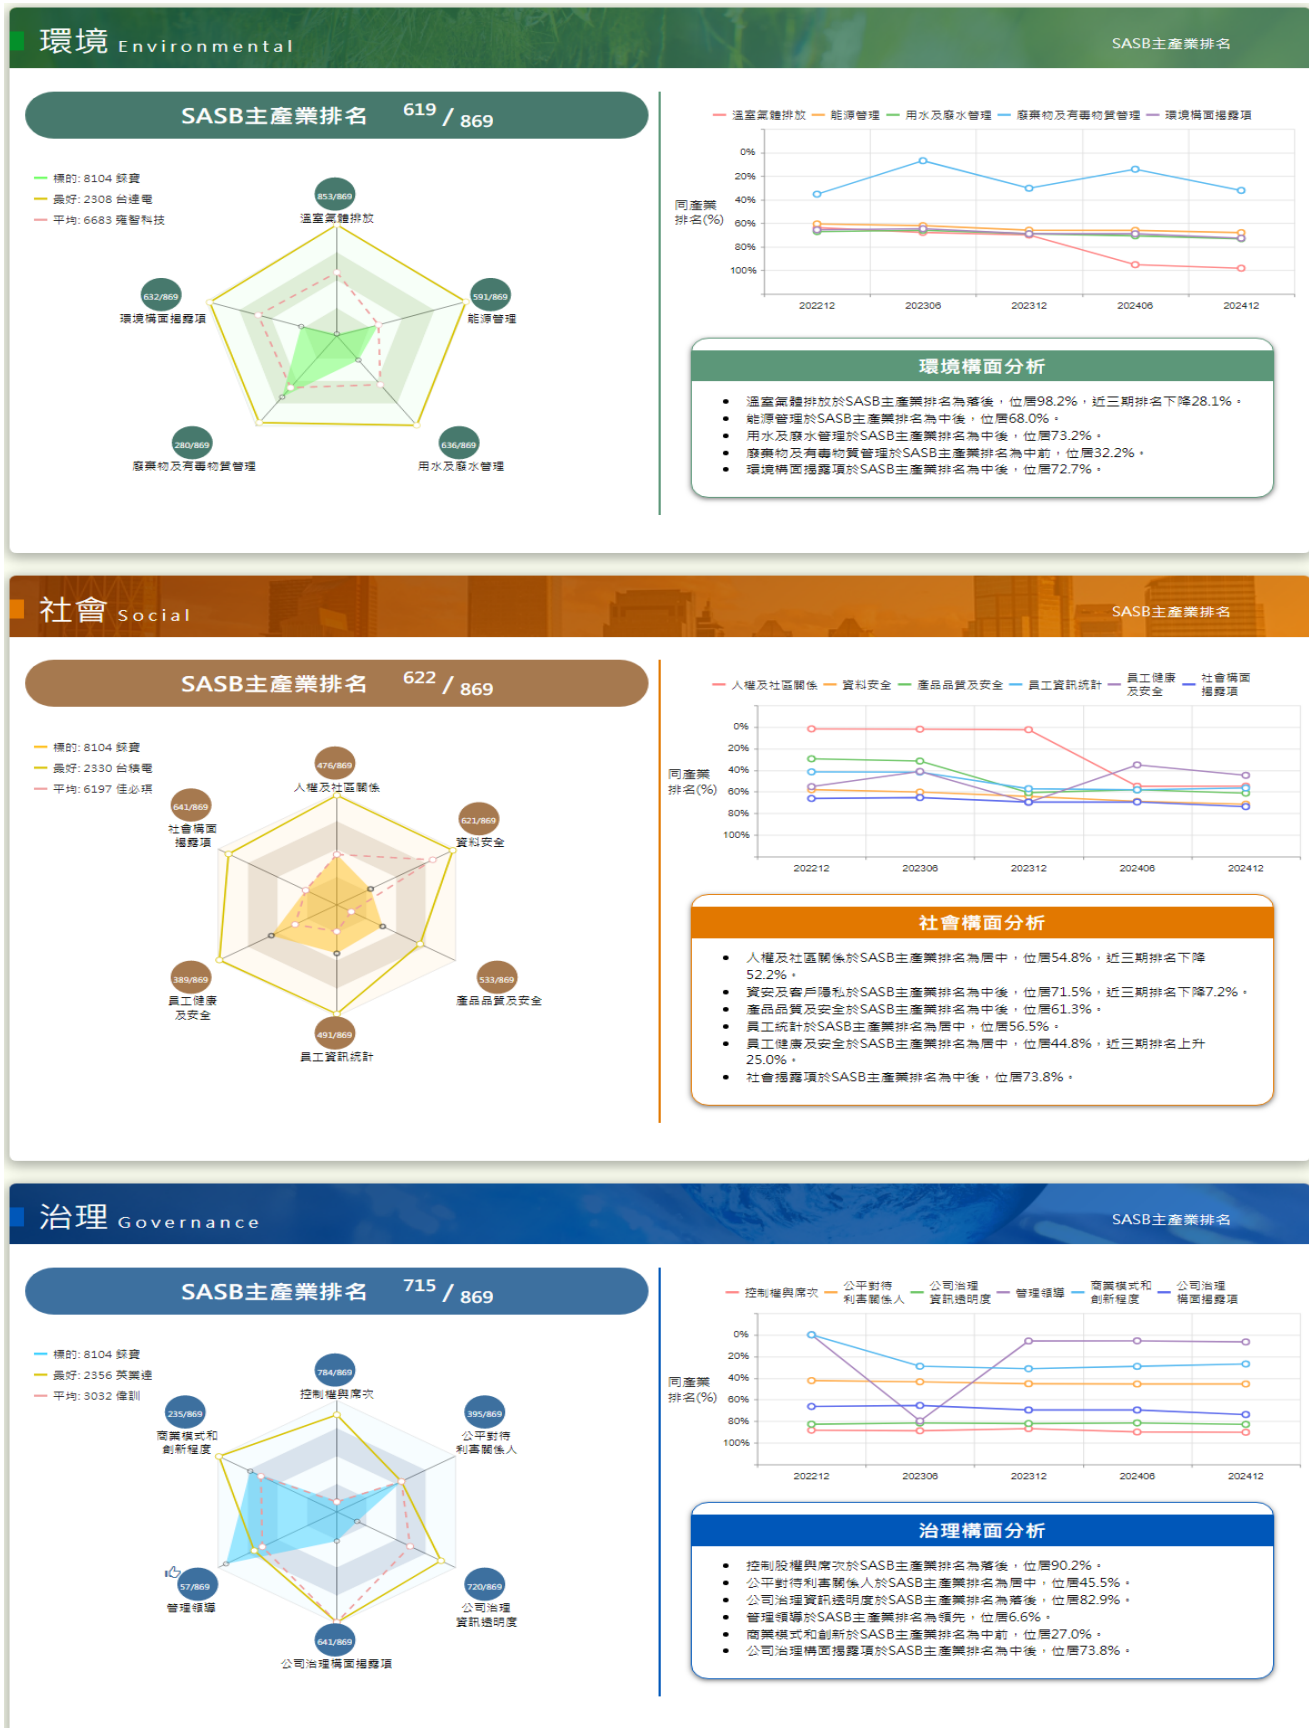 環境 Environmental
SASB主產業排名
SASB主產業排名 619 / 869
標的: 8104 錸寶
最好: 2308 台達電
平均: 6683 雍智科技
853/869
溫室氣體排放
632/869
環境構面揭露項
591/869
能源管理
280/869
廢棄物及有毒物質管理
636/869
用水及廢水管理
溫室氣體排放 能源管理 用水及廢水管理 廢棄物及有毒物質管理 環境構面揭露項
同產業
排名(%)
0%
20%
40%
60%
80%
100%
202212 202306 202312 202406 202412
環境構面分析
• 溫室氣體排放於SASB主產業排名為落後，位居98.2%，近三期排名下降28.1%。
• 能源管理於SASB主產業排名為中後，位居68.0%。
• 用水及廢水管理於SASB主產業排名為中後，位居73.2%。
• 廢棄物及有毒物質管理於SASB主產業排名為中前，位居32.2%。
• 環境構面揭露項於SASB主產業排名為中後，位居72.7%。
社會 Social
SASB主產業排名
SASB主產業排名 622 / 869
標的: 8104 錸寶
最好: 2330 台積電
平均: 6197 佳必琪
476/869
人權及社區關係
641/869
社會構面
揭露項
621/869
資料安全
389/869
員工健康
及安全
533/869
產品品質及安全
491/869
員工資訊統計
人權及社區關係 資料安全 產品品質及安全 員工資訊統計 員工健康
及安全 社會構面
揭露項
同產業
排名(%)
0%
20%
40%
60%
80%
100%
202212 202306 202312 202406 202412
社會構面分析
• 人權及社區關係於SASB主產業排名為居中，位居54.8%，近三期排名下降
52.2%。
• 資安及客戶隱私於SASB主產業排名為中後，位居71.5%，近三期排名下降7.2%。
• 產品品質及安全於SASB主產業排名為中後，位居61.3%。
• 員工統計於SASB主產業排名為居中，位居56.5%。
• 員工健康及安全於SASB主產業排名為居中，位居44.8%，近三期排名上升
25.0%。
• 社會揭露項於SASB主產業排名為中後，位居73.8%。
治理 Governance
SASB主產業排名
SASB主產業排名 715 / 869
標的: 8104 錸寶
最好: 2356 英業達
平均: 3032 偉訓
784/869
控制權與席次
235/869
商業模式和
創新程度
395/869
公平對待
利害關係人
57/869
管理領導
720/869
公司治理
資訊透明度
641/869
公司治理構面揭露項
控制權與席次 公平對待
利害關係人 公司治理
資訊透明度 管理領導 商業模式和
創新程度 公司治理
構面揭露項
同產業
排名(%)
0%
20%
40%
60%
80%
100%
202212 202306 202312 202406 202412
治理構面分析
• 控制股權與席次於SASB主產業排名為落後，位居90.2%。
• 公平對待利害關係人於SASB主產業排名為居中，位居45.5%。
• 公司治理資訊透明度於SASB主產業排名為落後，位居82.9%。
• 管理領導於SASB主產業排名為領先，位居6.6%。
• 商業模式和創新於SASB主產業排名為中前，位居27.0%。
• 公司治理構面揭露項於SASB主產業排名為中後，位居73.8%。